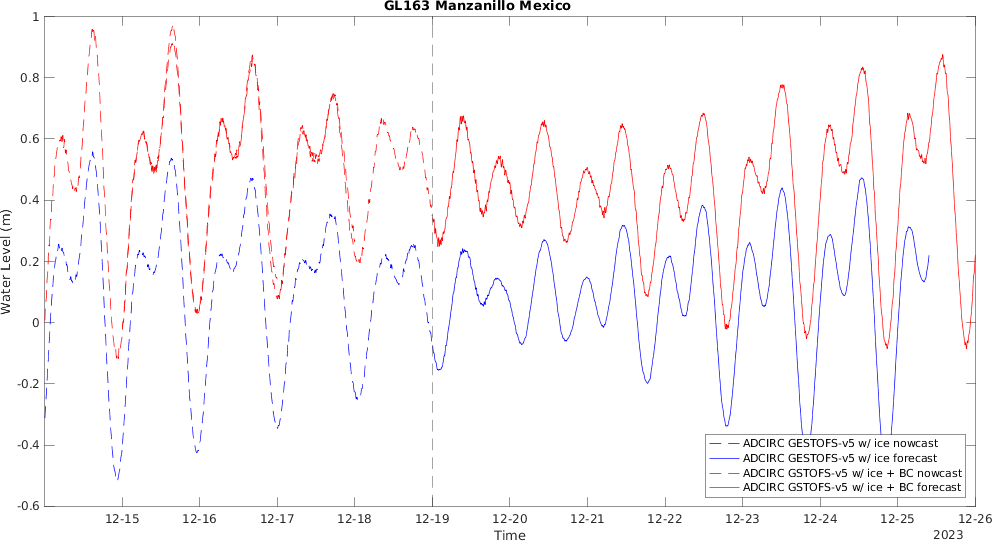 GL163 Manzanillo Mexico
Water Level (m)
1
0.8
0.6
0.4
0.2
0
-0.2
-0.4
-0.6
ADCIRC GESTOFS-v5 w/ ice nowcast
ADCIRC GESTOFS-v5 w/ ice forecast
ADCIRC GSTOFS-v5 w/ ice + BC nowcast
ADCIRC GSTOFS-v5 w/ ice + BC forecast
12-15 12-16 12-17 12-18 12-19 12-20 12-21 12-22 12-23 12-24 12-25 12-26
Time
2023